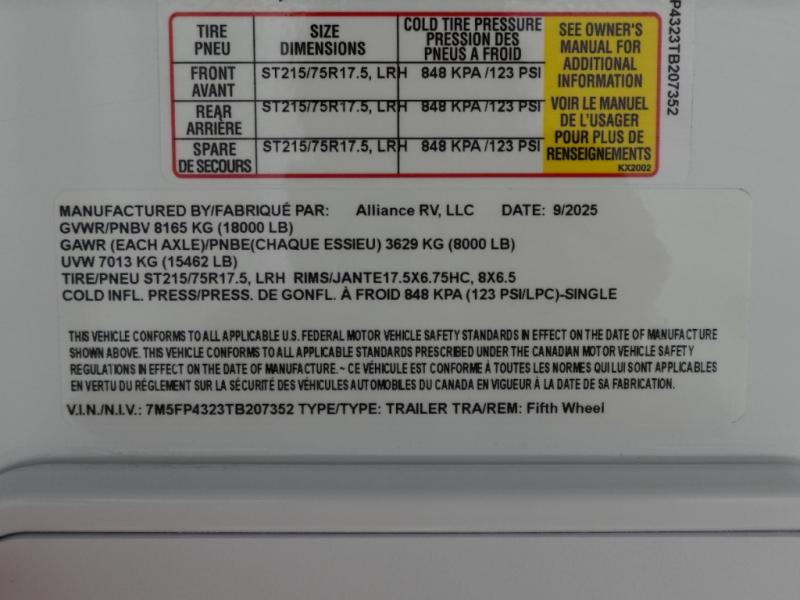 TIRE
PNEU
SIZE
DIMENSIONS
COLD TIRE PRESSURE
PRESSION DES
PNEUS A FROID
SEE OWNER'S
MANUAL FOR
ADDITIONAL
INFORMATION
VOIR LE MANUEL
DE L'USAGER
POUR PLUS DE
RENSEIGNEMENTS
KX2002
FRONT
AVANT
ST215/75R17.5, LRH 848 KPA /123 PSI
REAR
ARRIÈRE
ST215/75R17.5, LRH 848 KPA /123 PSI
SPARE
DE SECOURS
ST215/75R17.5, LRH 848 KPA /123 PSI
P4323TB207352
MANUFACTURED BY/FABRIQUÉ PAR: Alliance RV, LLC DATE: 9/2025
GVWR/PNBV 8165 KG (18000 LB)
GAWR (EACH AXLE)/PNBE(CHAQUE ESSIEU) 3629 KG (8000 LB)
UVW 7013 KG (15462 LB)
TIRE/PNEU ST215/75R17.5, LRH RIMS/JANTE17.5X6.75HC, 8X6.5
COLD INFL. PRESS/PRESS. DE GONFL. À FROID 848 KPA (123 PSI/LPC)-SINGLE
THIS VEHICLE CONFORMS TO ALL APPLICABLE U.S. FEDERAL MOTOR VEHICLE SAFETY STANDARDS IN EFFECT ON THE DATE OF MANUFACTURE
SHOWN ABOVE. THIS VEHICLE CONFORMS TO ALL APPLICABLE STANDARDS PRESCRIBED UNDER THE CANADIAN MOTOR VEHICLE SAFETY
REGULATIONS IN EFFECT ON THE DATE OF MANUFACTURE.~ CE VÉHICULE EST CONFORME À TOUTES LES NORMES QUI LUI SONT APPLICABLES
EN VERTU DU RÉGLEMENT SUR LA SÉCURITÉ DES VÉHICULES AUTOMOBILES DU CANADA EN VIGUEUR À LA DATE DE SA FABRICATION.
V.I.N./N.I.V.: 7M5FP4323TB207352 TYPE/TYPE: TRAILER TRA/REM: Fifth Wheel